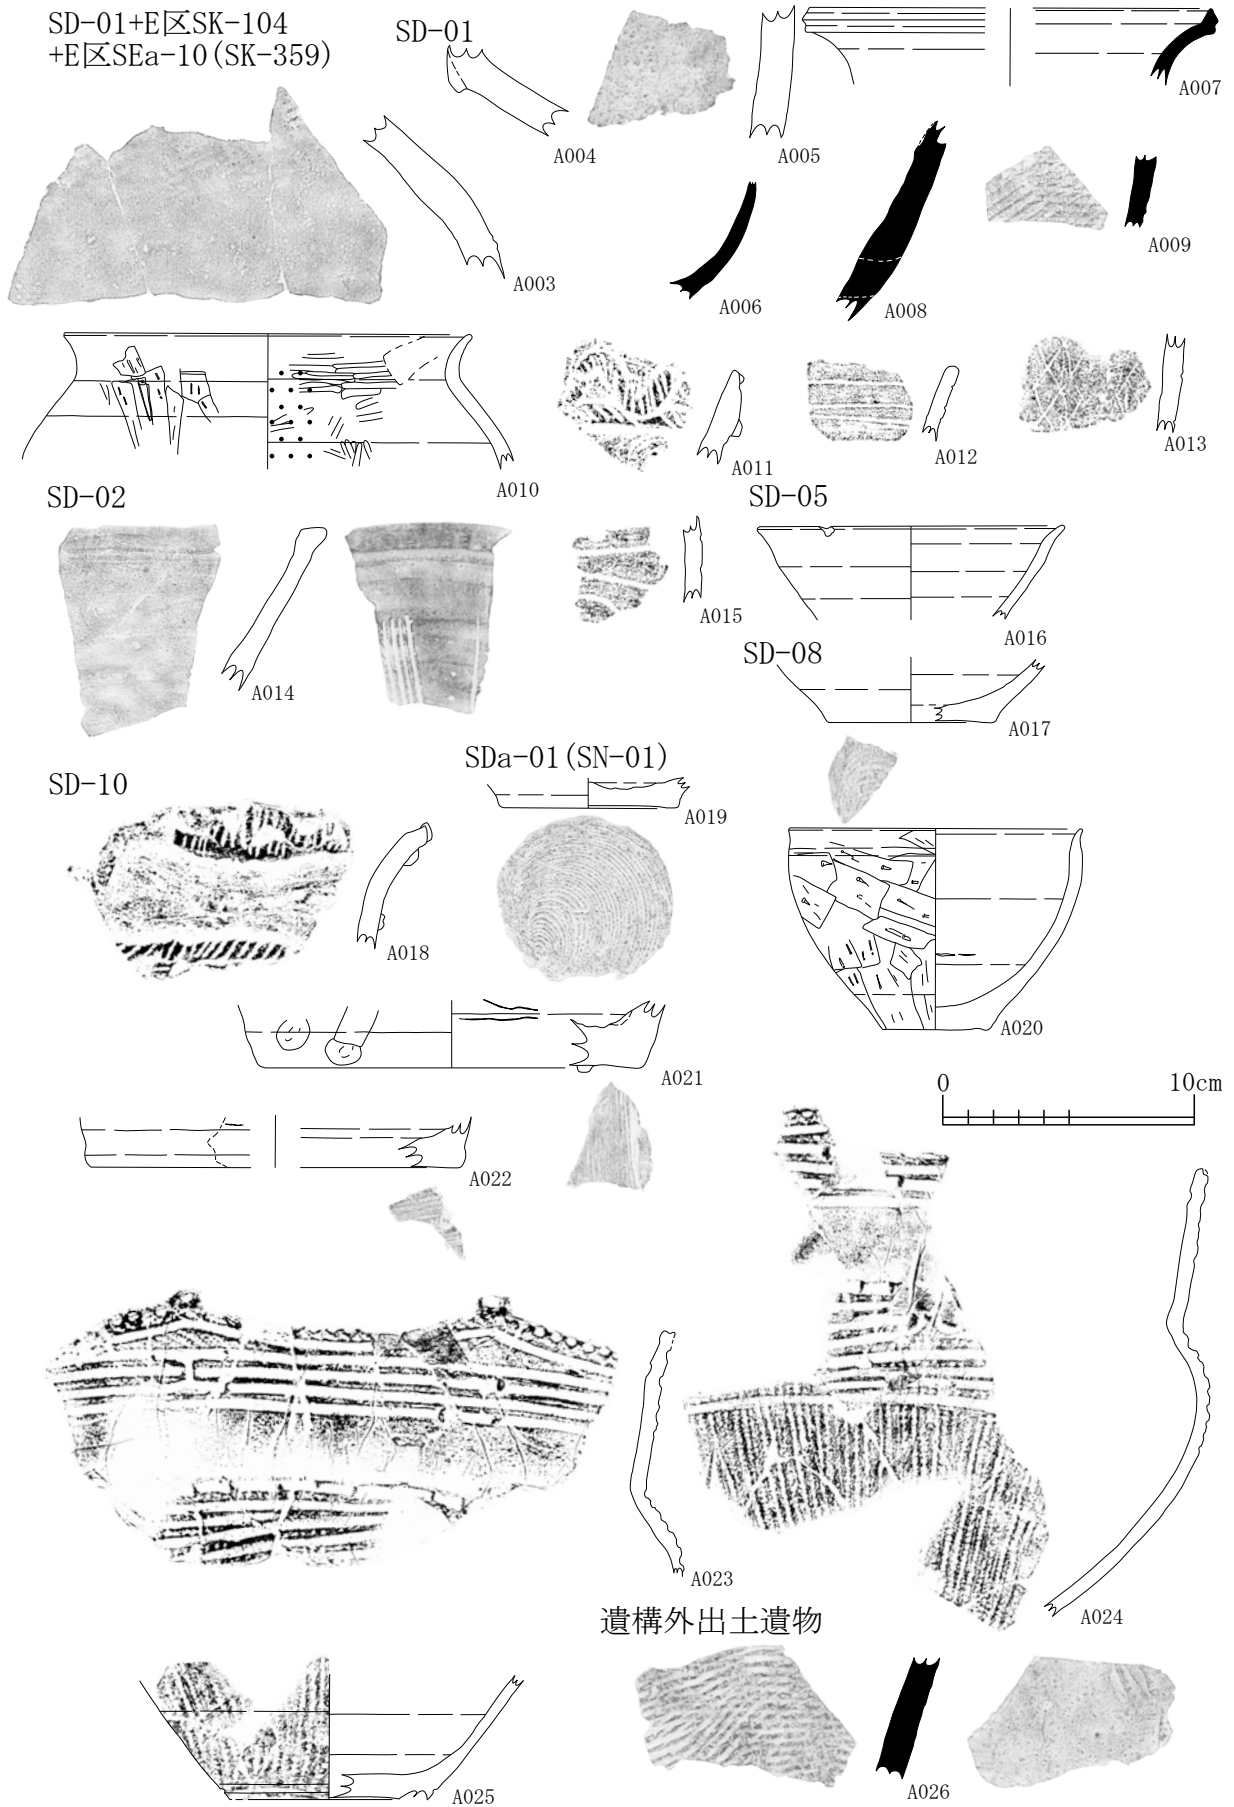 SD-01+E区SK-104
+E区SEa-10(SK-359)
SD-01
A003
A004
A005
A006
A007
A008
A009
A010
A011
A012
A013
SD-02
A014
A015
SD-05
A016
SD-08
A017
SD-10
A018
SDa-01(SN-01)
A019
A020
A021
A022
0 10cm
A023
A024
遺構外出土遺物
A025
A026